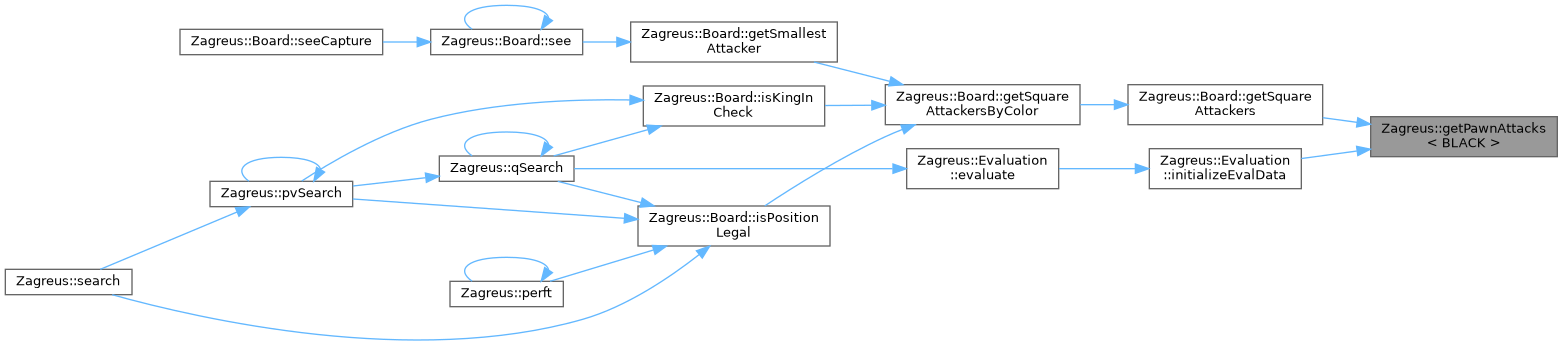 Zagreus::Board::seeCapture
Zagreus::Board::see
Zagreus::Board::getSmallest
Attacker
Zagreus::Board::isKingIn
Check
Zagreus::Board::getSquare
AttackersByColor
Zagreus::Board::getSquare
Attackers
Zagreus::getPawnAttacks
< BLACK >
Zagreus::qSearch
Zagreus::Evaluation
::evaluate
Zagreus::Evaluation
::initializeEvalData
Zagreus::pvSearch
Zagreus::Board::isPosition
Legal
Zagreus::search
Zagreus::perft